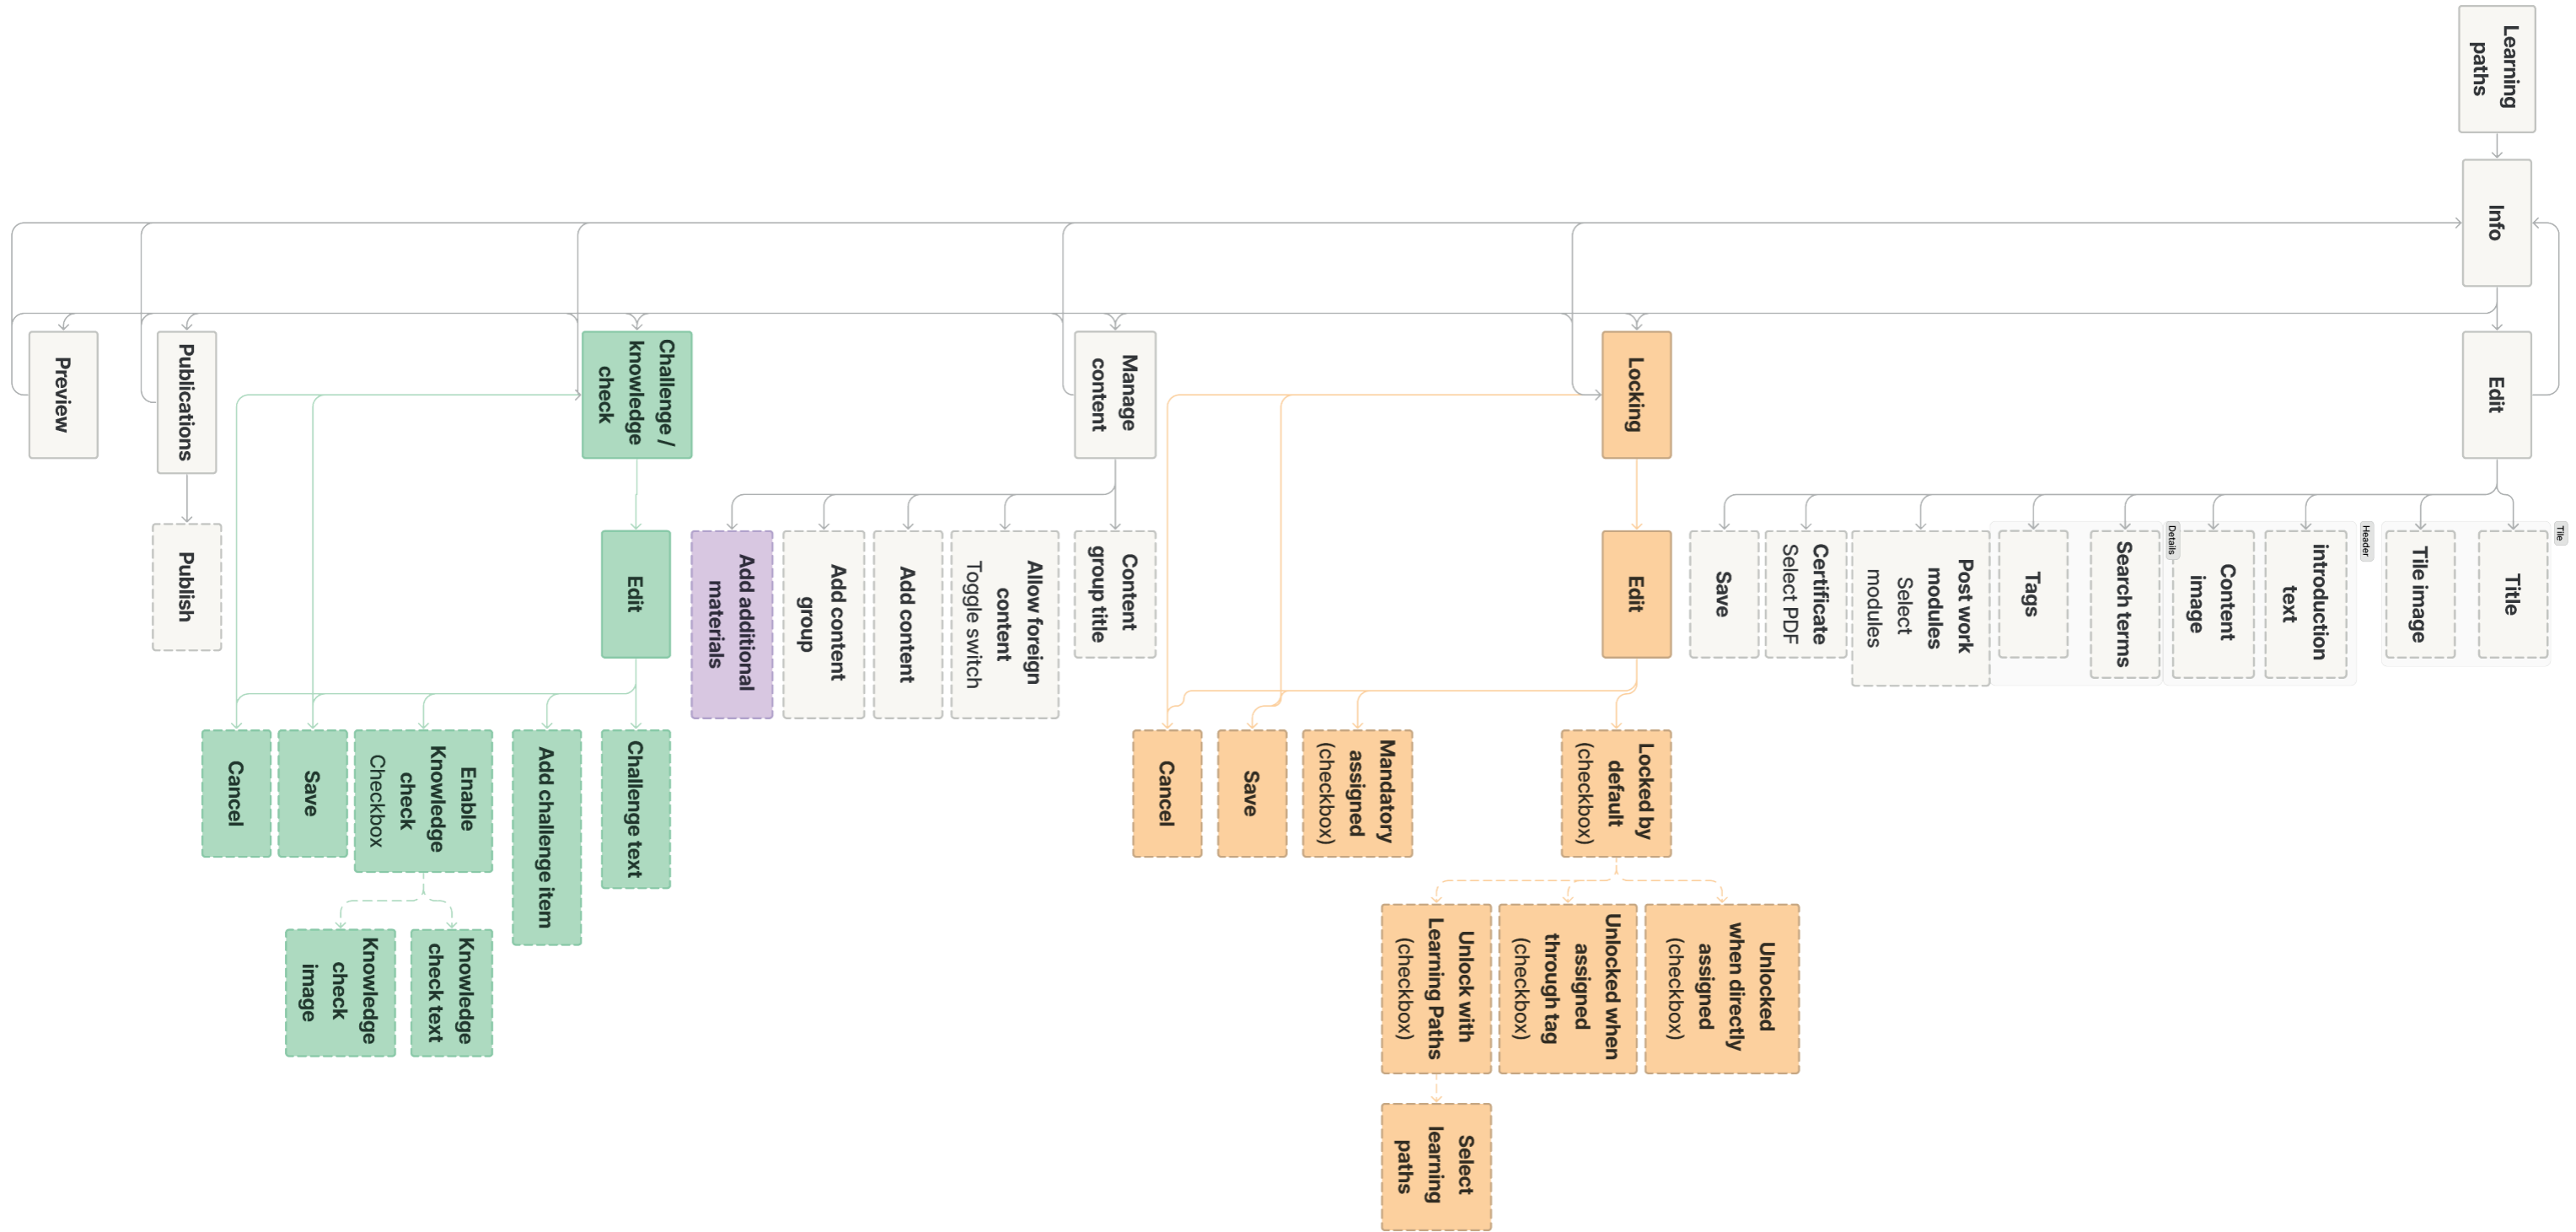 Learning
paths
Info
Edit
Tile
Title
Tile image
Header
introduction
text
Content
image
Details
Search terms
Tags
Post work
modules
Select
modules
Certificate
Select PDF
Save
Locking
Edit
Locked by
default
(checkbox)
Unlocked
when directly
assigned
(checkbox)
Unlocked when
assigned
through tag
(checkbox)
Unlock with
Learning Paths
(checkbox)
Select
learning
paths
Mandatory
assigned
(checkbox)
Save
Cancel
Manage
content
Content
group title
Allow foreign
content
Toggle switch
Add content
Add content
group
Add additional
materials
Challenge /
knowledge
check
Edit
Challenge text
Add challenge item
Enable
Knowledge
check
Checkbox
Knowledge
check text
Knowledge
check
image
Save
Cancel
Publications
Publish
Preview